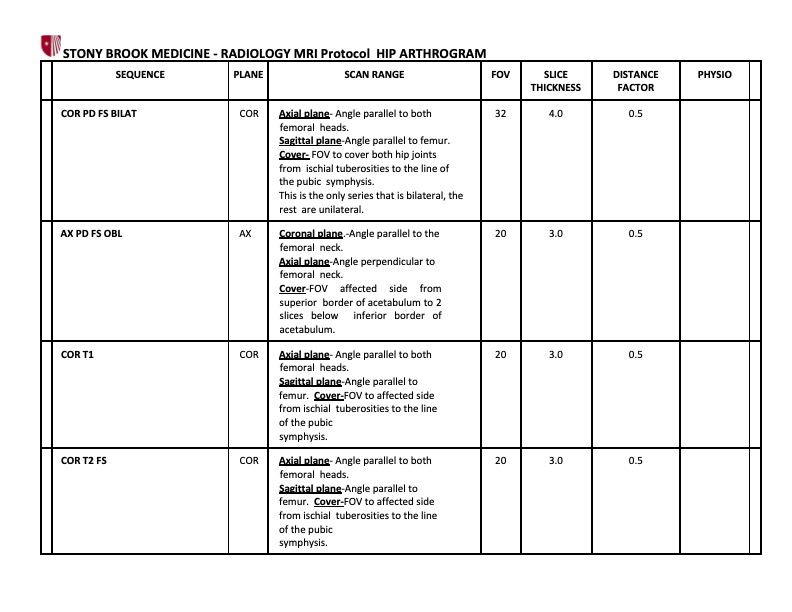 STONY BROOK MEDICINE - RADIOLOGY MRI Protocol HIP ARTHROGRAM
SEQUENCE PLANE SCAN RANGE FOV SLICE THICKNESS DISTANCE FACTOR PHYSIO
COR PD FS BILAT COR 32 4.0 0.5
Axial plane- Angle parallel to both
femoral heads.
Sagittal plane-Angle parallel to femur.
Cover- FOV to cover both hip joints
from ischial tuberosities to the line of
the pubic symphysis.
This is the only series that is bilateral, the
rest are unilateral.
AX PD FS OBL AX 20 3.0 0.5
Coronal plane.-Angle parallel to the
femoral neck.
Axial plane-Angle perpendicular to
femoral neck.
Cover-FOV affected side from
superior border of acetabulum to 2
slices below inferior border of
acetabulum.
COR T1 COR 20 3.0 0.5
Axial plane- Angle parallel to both
femoral heads.
Sagittal plane-Angle parallel to
femur. Cover-FOV to affected side
from ischial tuberosities to the line
of the pubic
symphysis.
COR T2 FS COR 20 3.0 0.5
Axial plane- Angle parallel to both
femoral heads.
Sagittal plane-Angle parallel to
femur. Cover-FOV to affected side
from ischial tuberosities to the line
of the pubic
symphysis.